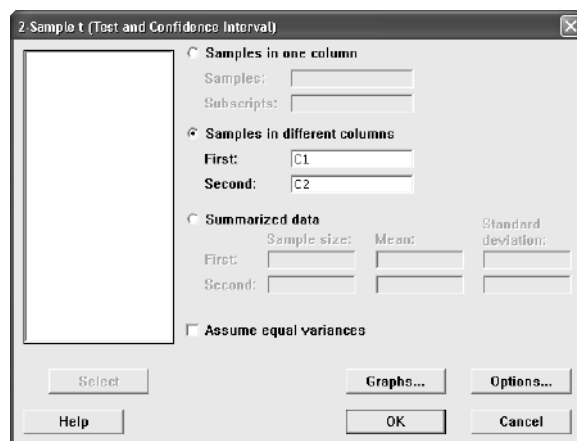 2-Sample t (Test and Confidence Interval)
Samples in one column
Samples:
Subscripts:
Samples in different columns
First: C1
Second: C2
Summarized data
Sample size: Mean: Standard deviation:
First:
Second:
Assume equal variances
Select
Graphs...
Options...
Help
OK
Cancel